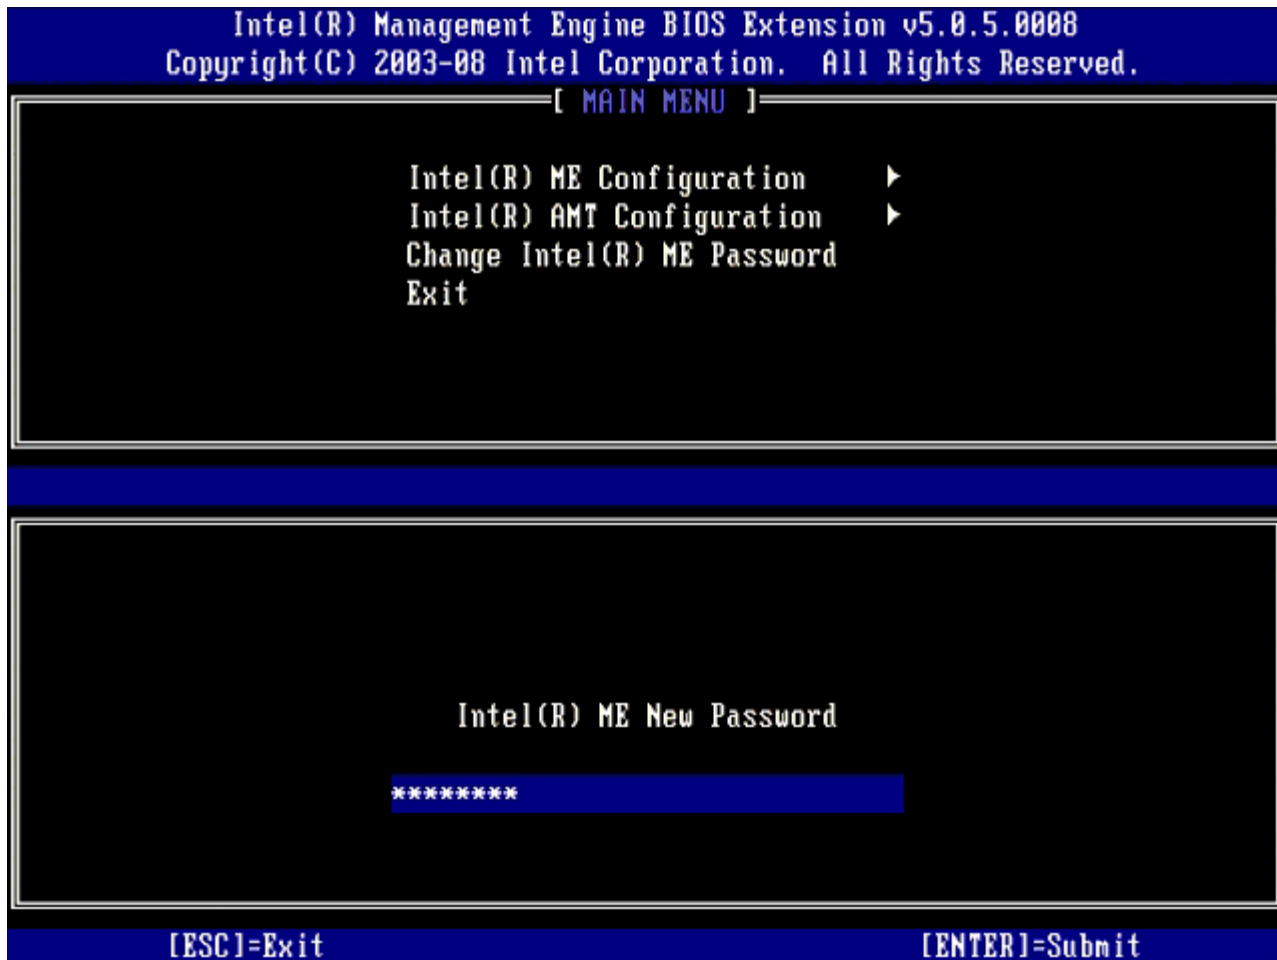 Intel(R) Management Engine BIOS Extension v5.0.5.0008
Copyright(C) 2003-08 Intel Corporation.  All Rights Reserved.
[ MAIN MENU ]
Intel(R) ME Configuration
Intel(R) AMT Configuration
Change Intel(R) ME Password
Exit
Intel(R) ME New Password
********
[ESC]=Exit [ENTER]=Submit